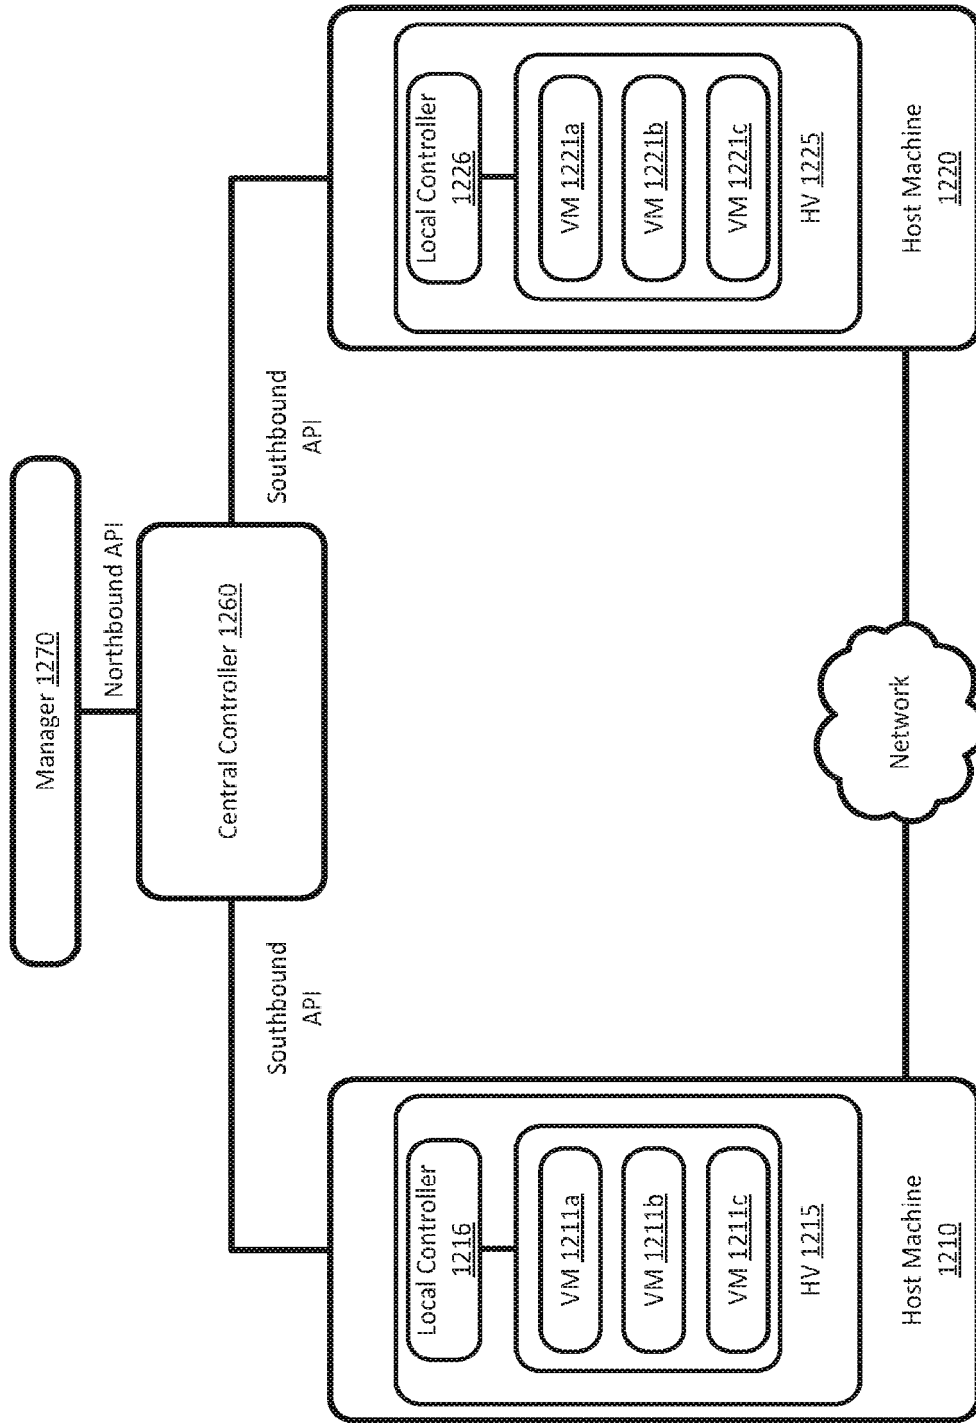 Manager 1270
Northbound API
Central Controller 1260
Southbound
API
Southbound
API
Local Controller
1216
VM 1211a
VM 1211b
VM 1211c
HV 1215
Host Machine
1210
Local Controller
1226
VM 1221a
VM 1221b
VM 1221c
HV 1225
Host Machine
1220
Network